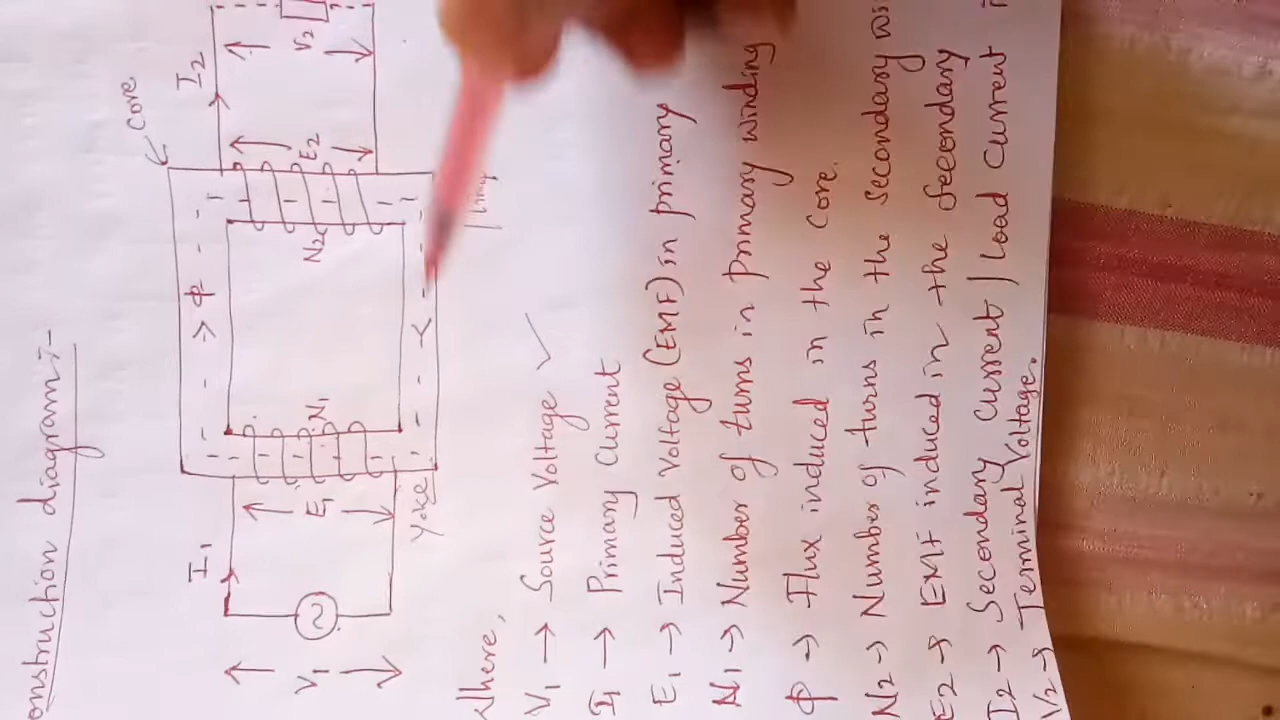 onstruction diagram:-
Core
I1
I2
V1
E1
N1
N2
E2
V2
ϕ
Yoke
Where,
V1 → Source Voltage ✓
I1 → Primary Current
E1 → Induced Voltage (EMF) in primary
N1 → Number of turns in primary winding
ϕ → Flux induced in the Core.
N2 → Number of turns in the secondary wi
E2 → EMF induced in the Secondary
I2 → Secondary Current / Load Current
V2 → Terminal Voltage.